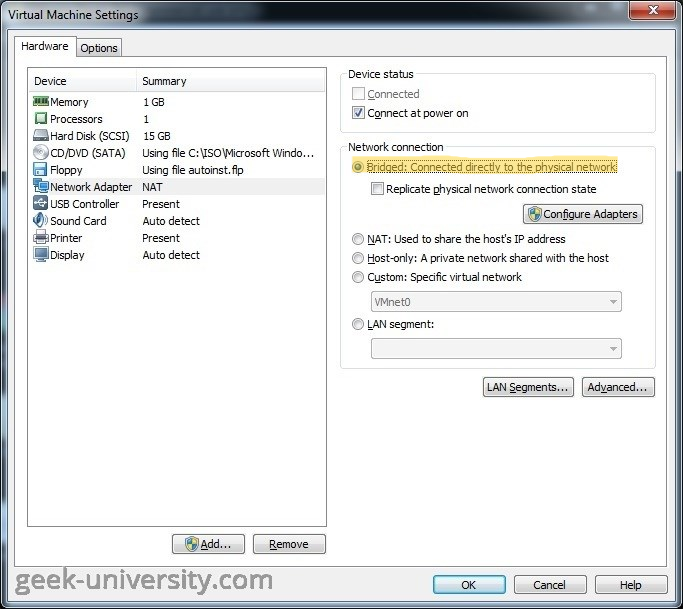 Virtual Machine Settings
Hardware
Options
Device Summary
Memory 1 GB
Processors 1
Hard Disk (SCSI) 15 GB
CD/DVD (SATA) Using file C:\ISO\Microsoft Windo...
Floppy Using file autoinst.flp
Network Adapter NAT
USB Controller Present
Sound Card Auto detect
Printer Present
Display Auto detect
Add...
Remove
Device status
Connected
Connect at power on
Network connection
Bridged: Connected directly to the physical network
Replicate physical network connection state
Configure Adapters
NAT: Used to share the host's IP address
Host-only: A private network shared with the host
Custom: Specific virtual network
VMnet0
LAN segment:
LAN Segments...
Advanced...
geek-university.com
OK
Cancel
Help